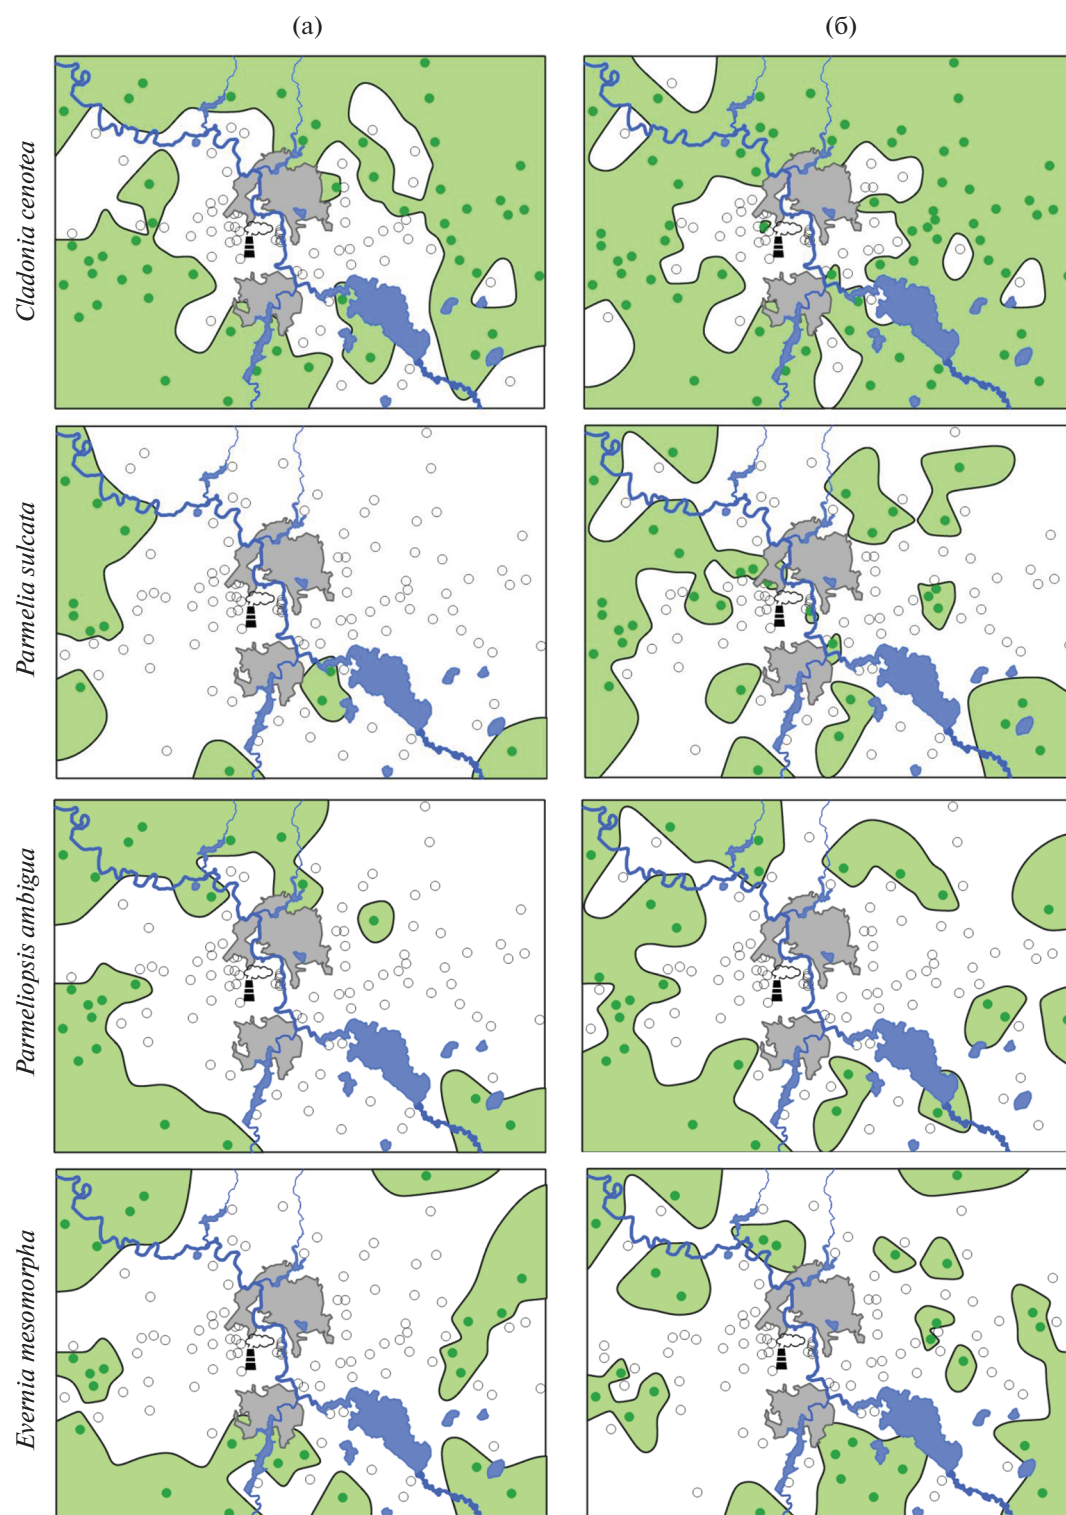 (а)
(б)
Cladonia cenotea
Parmelia sulcata
Parmeliopsis ambigua
Evernia mesomorpha